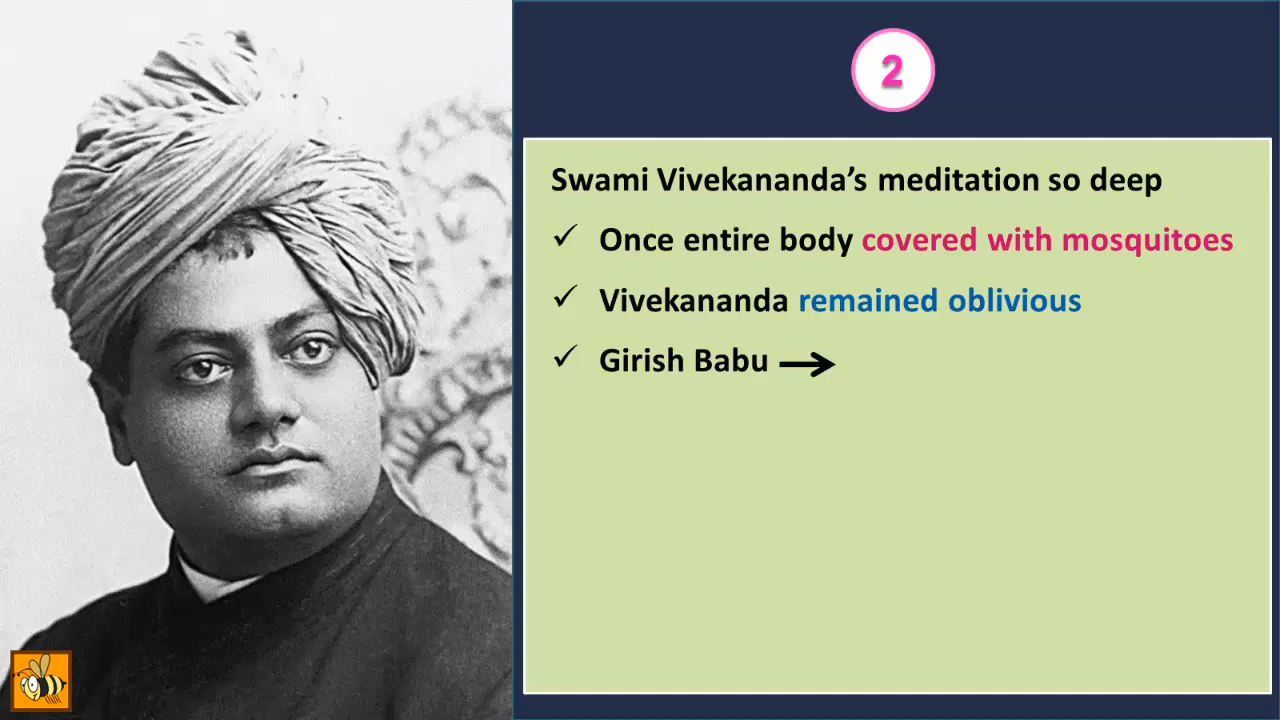 2
Swami Vivekananda’s meditation so deep
✓ Once entire body covered with mosquitoes
✓ Vivekananda remained oblivious
✓ Girish Babu →